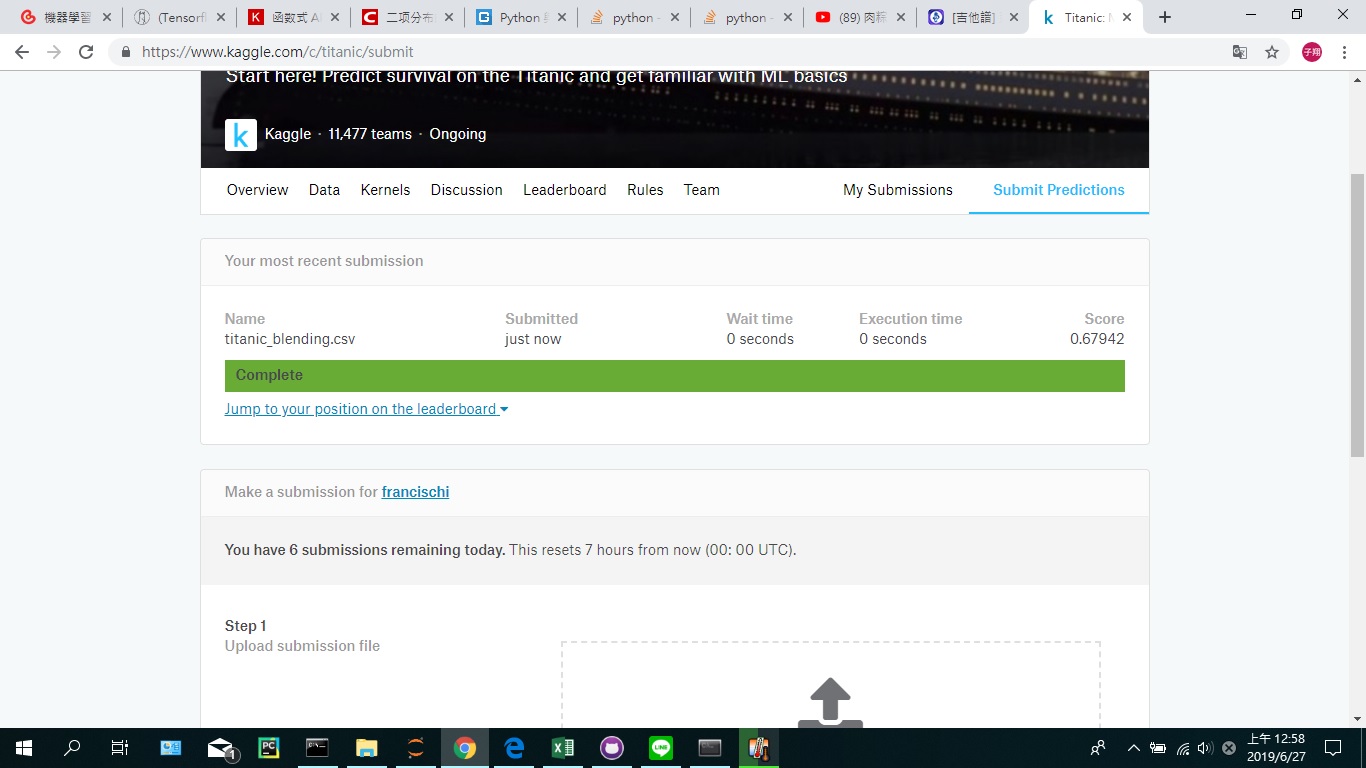 機器學習
(Tensorfl
函数式 A
二项分布
Python
python -
python -
(89) 肉粽
[吉他譜]
Titanic: M
https://www.kaggle.com/c/titanic/submit
子翔
Start here! Predict survival on the Titanic and get familiar with ML basics
k Kaggle · 11,477 teams · Ongoing
Overview Data Kernels Discussion Leaderboard Rules Team My Submissions Submit Predictions
Your most recent submission
Name Submitted Wait time Execution time Score
titanic_blending.csv just now 0 seconds 0 seconds 0.67942
Complete
Jump to your position on the leaderboard
Make a submission for francischi
You have 6 submissions remaining today. This resets 7 hours from now (00: 00 UTC).
Step 1
Upload submission file
上午 12:58
2019/6/27